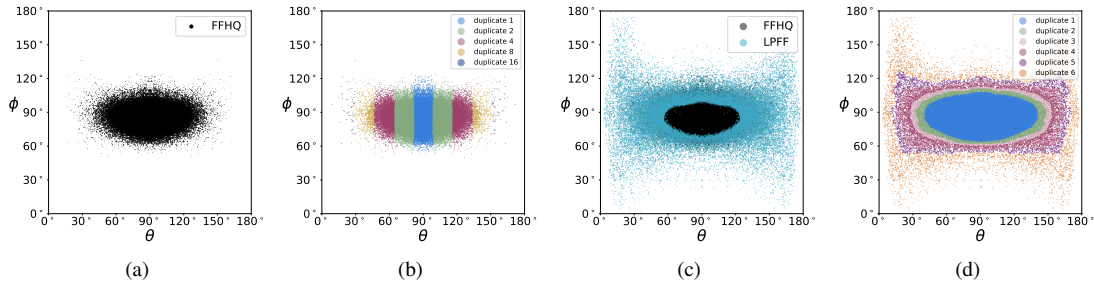 180°
150°
120°
ϕ 90°
60°
30°
0°
0° 30° 60° 90° 120° 150° 180°
θ
FFHQ
(a)
180°
150°
120°
ϕ 90°
60°
30°
0°
0° 30° 60° 90° 120° 150° 180°
θ
duplicate 1
duplicate 2
duplicate 4
duplicate 8
duplicate 16
(b)
180°
150°
120°
ϕ 90°
60°
30°
0°
0° 30° 60° 90° 120° 150° 180°
θ
FFHQ
LPFF
(c)
180°
150°
120°
ϕ 90°
60°
30°
0°
0° 30° 60° 90° 120° 150° 180°
θ
duplicate 1
duplicate 2
duplicate 3
duplicate 4
duplicate 5
duplicate 6
(d)